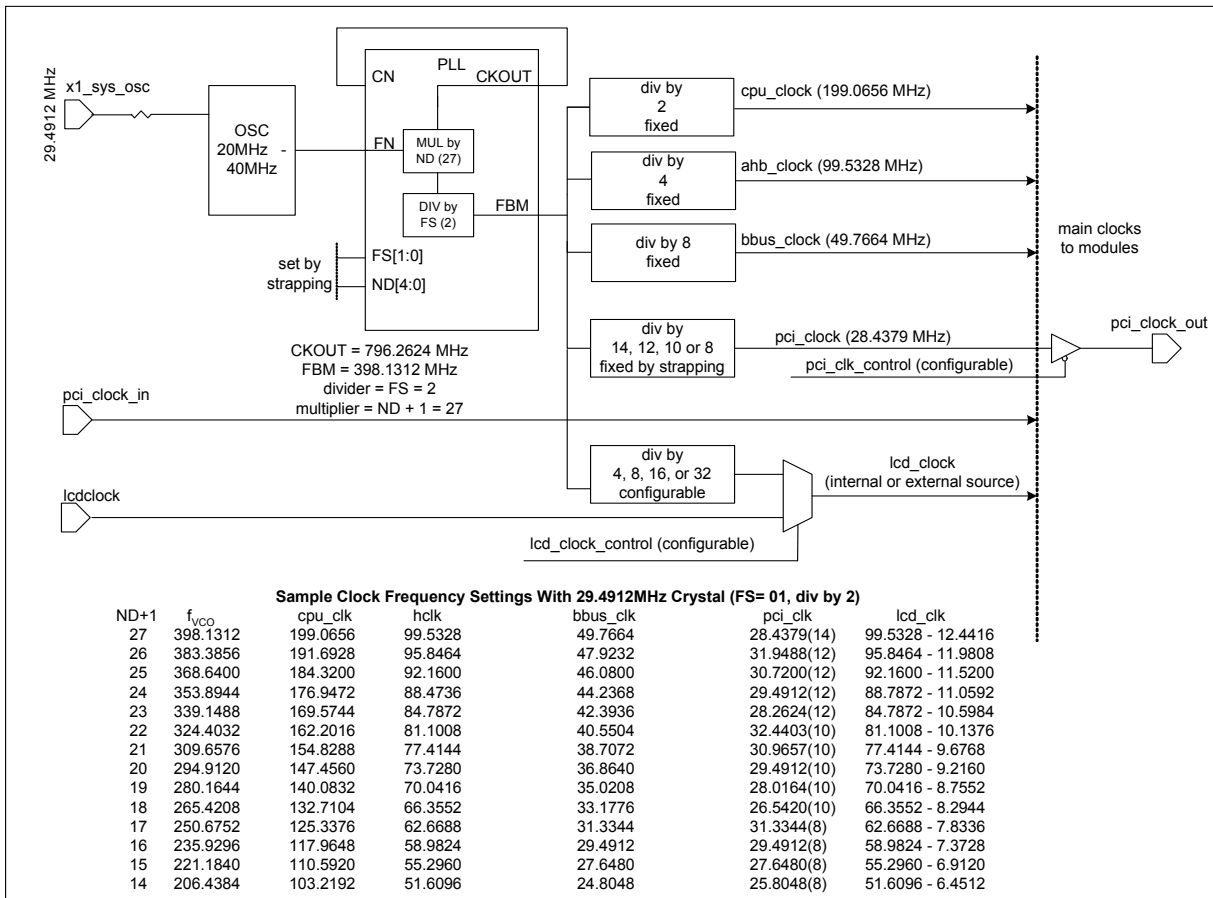 29.4912 MHz
x1_sys_osc
OSC
20MHz -
40MHz
PLL
CN
CKOUT
FN
MUL by
ND (27)
DIV by
FS (2)
FBM
FS[1:0]
ND[4:0]
set by
strapping
CKOUT = 796.2624 MHz
FBM = 398.1312 MHz
divider = FS = 2
multiplier = ND + 1 = 27
div by
2
fixed
cpu_clock (199.0656 MHz)
div by
4
fixed
ahb_clock (99.5328 MHz)
div by 8
fixed
bbus_clock (49.7664 MHz)
main clocks
to modules
div by
14, 12, 10 or 8
fixed by strapping
pci_clock (28.4379 MHz)
pci_clk_control (configurable)
pci_clock_out
pci_clock_in
div by
4, 8, 16, or 32
configurable
lcd_clock
(internal or external source)
lcdclock
lcd_clock_control (configurable)
Sample Clock Frequency Settings With 29.4912MHz Crystal (FS= 01, div by 2)
ND+1 fVCO cpu_clk hclk bbus_clk pci_clk lcd_clk
27 398.1312 199.0656 99.5328 49.7664 28.4379(14) 99.5328 - 12.4416
26 383.3856 191.6928 95.8464 47.9232 31.9488(12) 95.8464 - 11.9808
25 368.6400 184.3200 92.1600 46.0800 30.7200(12) 92.1600 - 11.5200
24 353.8944 176.9472 88.4736 44.2368 29.4912(12) 88.7872 - 11.0592
23 339.1488 169.5744 84.7872 42.3936 28.2624(12) 84.7872 - 10.5984
22 324.4032 162.2016 81.1008 40.5504 32.4403(10) 81.1008 - 10.1376
21 309.6576 154.8288 77.4144 38.7072 30.9657(10) 77.4144 - 9.6768
20 294.9120 147.4560 73.7280 36.8640 29.4912(10) 73.7280 - 9.2160
19 280.1644 140.0832 70.0416 35.0208 28.0164(10) 70.0416 - 8.7552
18 265.4208 132.7104 66.3552 33.1776 26.5420(10) 66.3552 - 8.2944
17 250.6752 125.3376 62.6688 31.3344 31.3344(8) 62.6688 - 7.8336
16 235.9296 117.9648 58.9824 29.4912 29.4912(8) 58.9824 - 7.3728
15 221.1840 110.5920 55.2960 27.6480 27.6480(8) 55.2960 - 6.9120
14 206.4384 103.2192 51.6096 24.8048 25.8048(8) 51.6096 - 6.4512